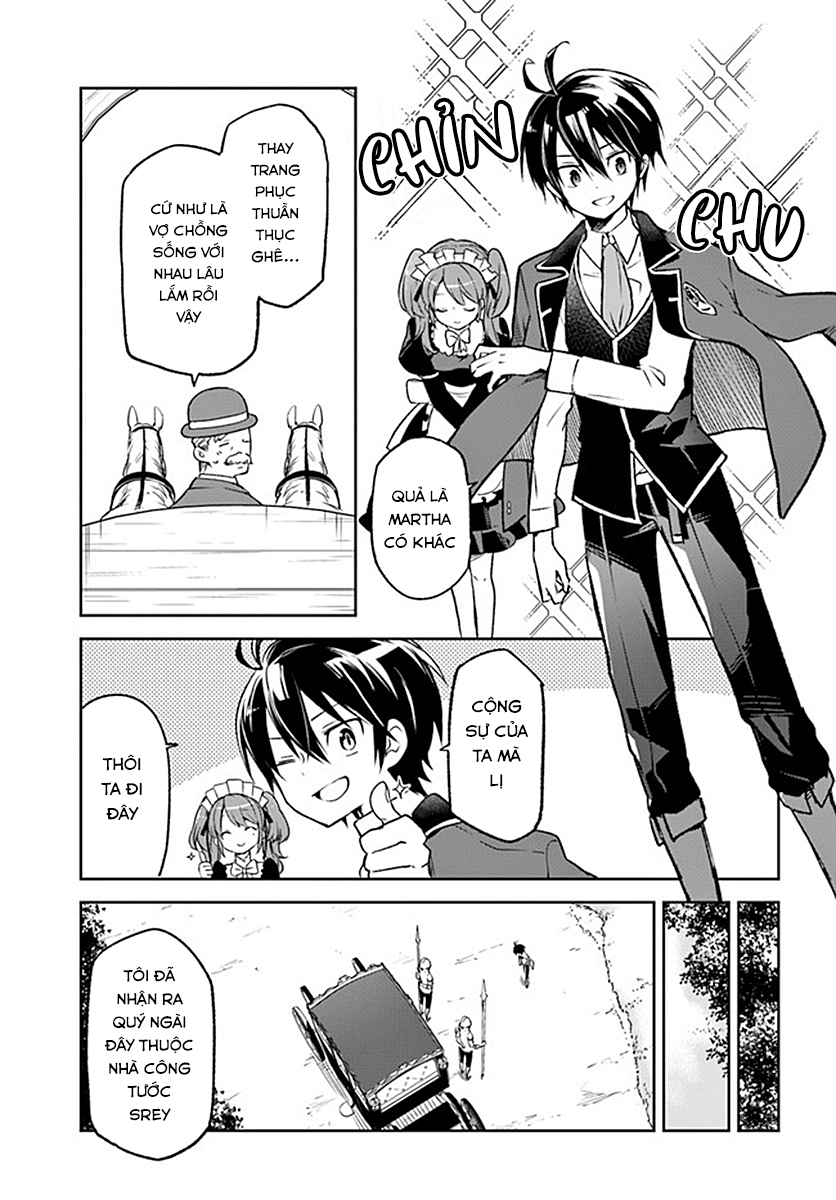 CHỈN
CHU
QUẢ LÀ
MARTHA
CÓ KHÁC
THAY
TRANG
PHỤC
THUẦN
THỤC
GHÊ...
CỨ NHƯ LÀ
VỢ CHỒNG
SỐNG VỚI
NHAU LÂU
LẮM RỒI
VẬY
CỘNG
SỰ CỦA
TA MÀ
LỊ
THÔI
TA ĐI
ĐÂY
TÔI ĐÃ
NHẬN RA
QUÝ NGÀI
ĐÂY THUỘC
NHÀ CÔNG
TƯỚC
SREY